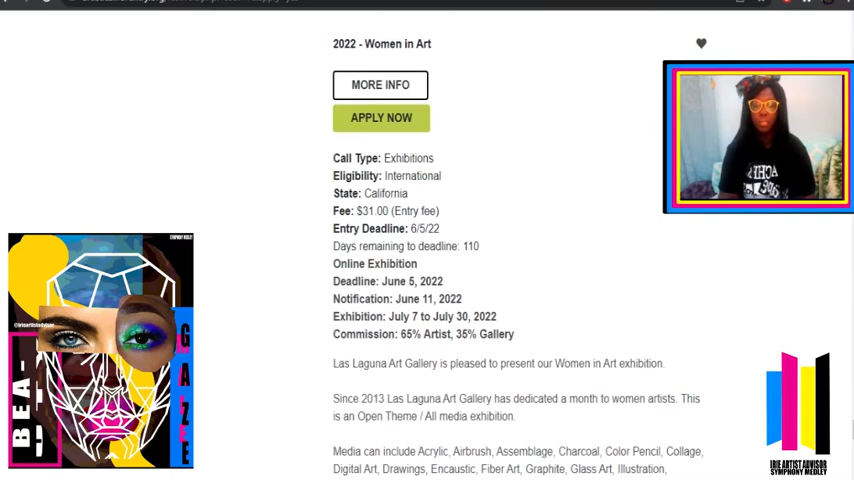 2022 - Women in Art
MORE INFO
APPLY NOW
Call Type: Exhibitions
Eligibility: International
State: California
Fee: $31.00 (Entry fee)
Entry Deadline: 6/5/22
Days remaining to deadline: 110
Online Exhibition
Deadline: June 5, 2022
Notification: June 11, 2022
Exhibition: July 7 to July 30, 2022
Commission: 65% Artist, 35% Gallery
Las Laguna Art Gallery is pleased to present our Women in Art exhibition.
Since 2013 Las Laguna Art Gallery has dedicated a month to women artists. This
is an Open Theme / All media exhibition.
Media can include Acrylic, Airbrush, Assemblage, Charcoal, Color Pencil, Collage,
Digital Art, Drawings, Encaustic, Fiber Art, Graphite, Glass Art, Illustration,
SYMPHONY MEDLEY
@irieartistadvisor
BEA-
GAZE
IRIE ARTIST ADVISOR
SYMPHONY MEDLEY